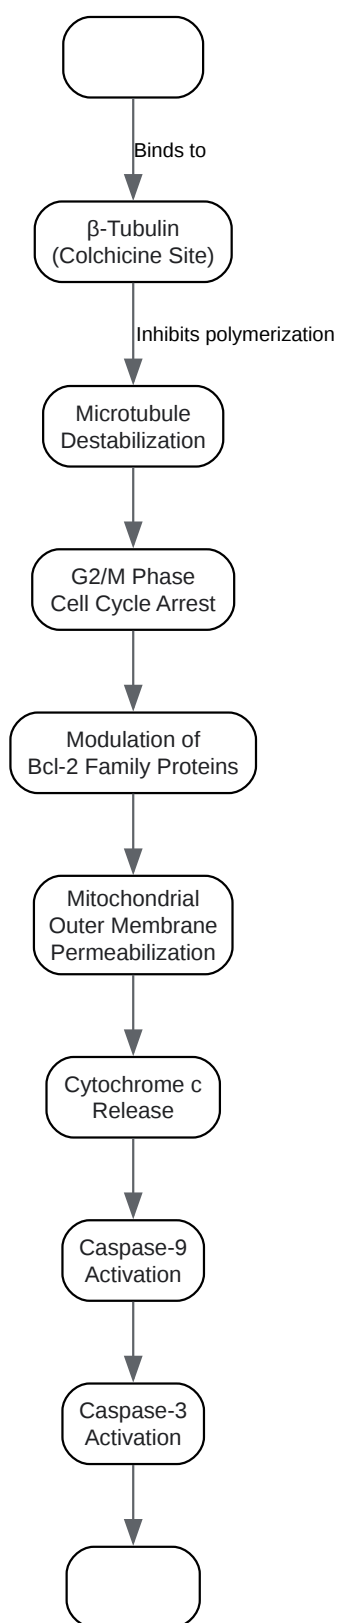 Binds to
β-Tubulin
(Colchicine Site)
Inhibits polymerization
Microtubule
Destabilization
G2/M Phase
Cell Cycle Arrest
Modulation of
Bcl-2 Family Proteins
Mitochondrial
Outer Membrane
Permeabilization
Cytochrome c
Release
Caspase-9
Activation
Caspase-3
Activation